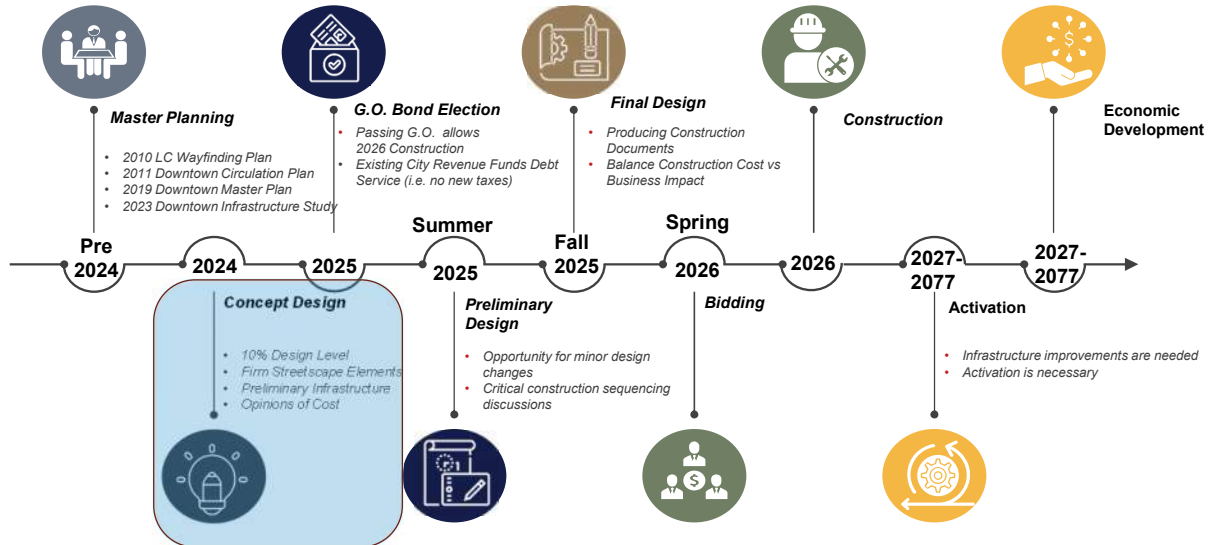 Master Planning
• 2010 LC Wayfinding Plan
• 2011 Downtown Circulation Plan
• 2019 Downtown Master Plan
• 2023 Downtown Infrastructure Study
G.O. Bond Election
• Passing G.O. allows
2026 Construction
• Existing City Revenue Funds Debt
Service (i.e. no new taxes)
Final Design
• Producing Construction
Documents
• Balance Construction Cost vs
Business Impact
Construction
Economic
Development
Pre
2024
2024
2025
Summer
2025
Fall
2025
Spring
2026
2026
2027-
2077
2027-
2077
Concept Design
• 10% Design Level
• Firm Streetscape Elements
• Preliminary Infrastructure
• Opinions of Cost
Preliminary
Design
• Opportunity for minor design
changes
• Critical construction sequencing
discussions
Bidding
Activation
• Infrastructure improvements are needed
• Activation is necessary